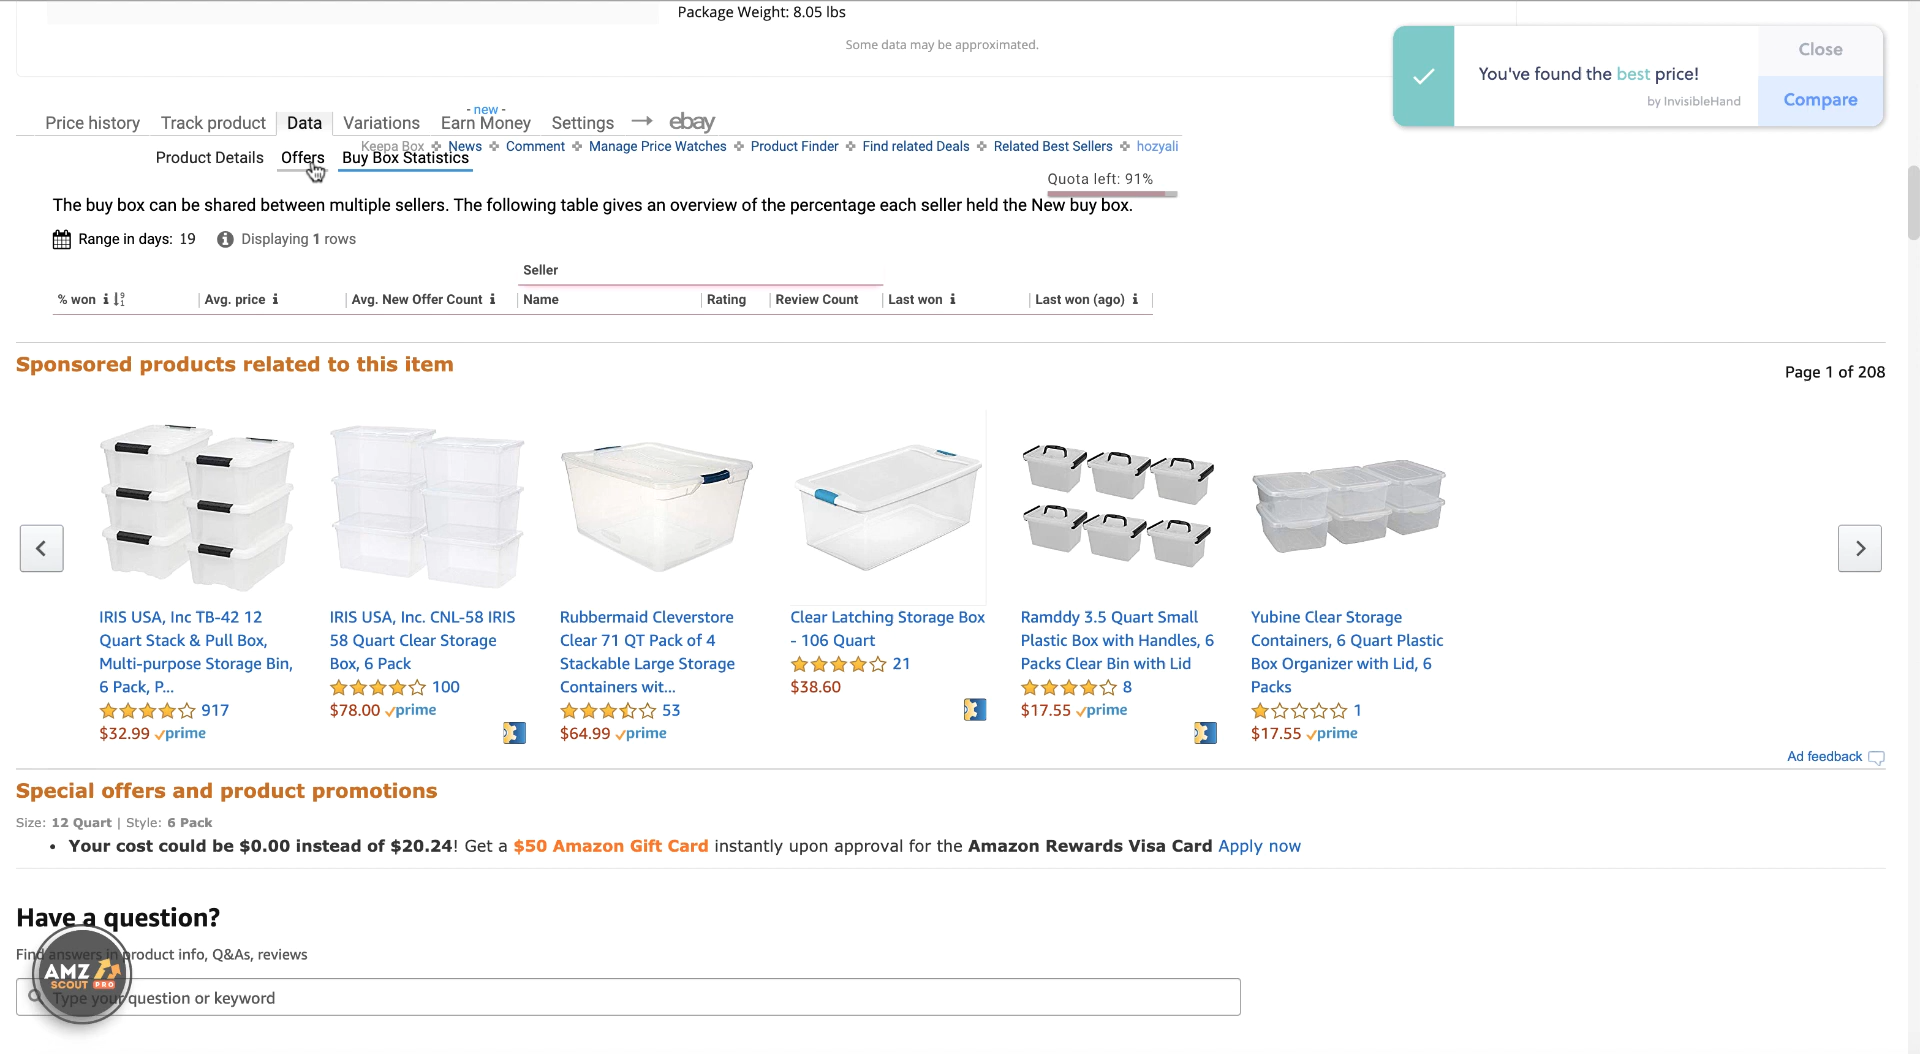 Package Weight: 8.05 lbs
Some data may be approximated.
You've found the best price!
by InvisibleHand
Close
Compare
- new -
Price history Track product Data Variations Earn Money Settings → ebay
Keepa Box News Comment Manage Price Watches Product Finder Find related Deals Related Best Sellers hozyali
Product Details Offers Buy Box Statistics
Quota left: 91%
The buy box can be shared between multiple sellers. The following table gives an overview of the percentage each seller held the New buy box.
Range in days: 19 Displaying 1 rows
Seller
% won Avg. price Avg. New Offer Count Name Rating Review Count Last won Last won (ago)
Sponsored products related to this item
Page 1 of 208
IRIS USA, Inc TB-42 12
Quart Stack & Pull Box,
Multi-purpose Storage Bin,
6 Pack, P...
917
$32.99 prime
IRIS USA, Inc. CNL-58 IRIS
58 Quart Clear Storage
Box, 6 Pack
100
$78.00 prime
Rubbermaid Cleverstore
Clear 71 QT Pack of 4
Stackable Large Storage
Containers wit...
53
$64.99 prime
Clear Latching Storage Box
- 106 Quart
21
$38.60
Ramddy 3.5 Quart Small
Plastic Box with Handles, 6
Packs Clear Bin with Lid
8
$17.55 prime
Yubine Clear Storage
Containers, 6 Quart Plastic
Box Organizer with Lid, 6
Packs
1
$17.55 prime
Ad feedback
Special offers and product promotions
Size: 12 Quart | Style: 6 Pack
• Your cost could be $0.00 instead of $20.24! Get a $50 Amazon Gift Card instantly upon approval for the Amazon Rewards Visa Card Apply now
Have a question?
Find answers in product info, Q&As, reviews
AMZ
SCOUT PRO
Type your question or keyword